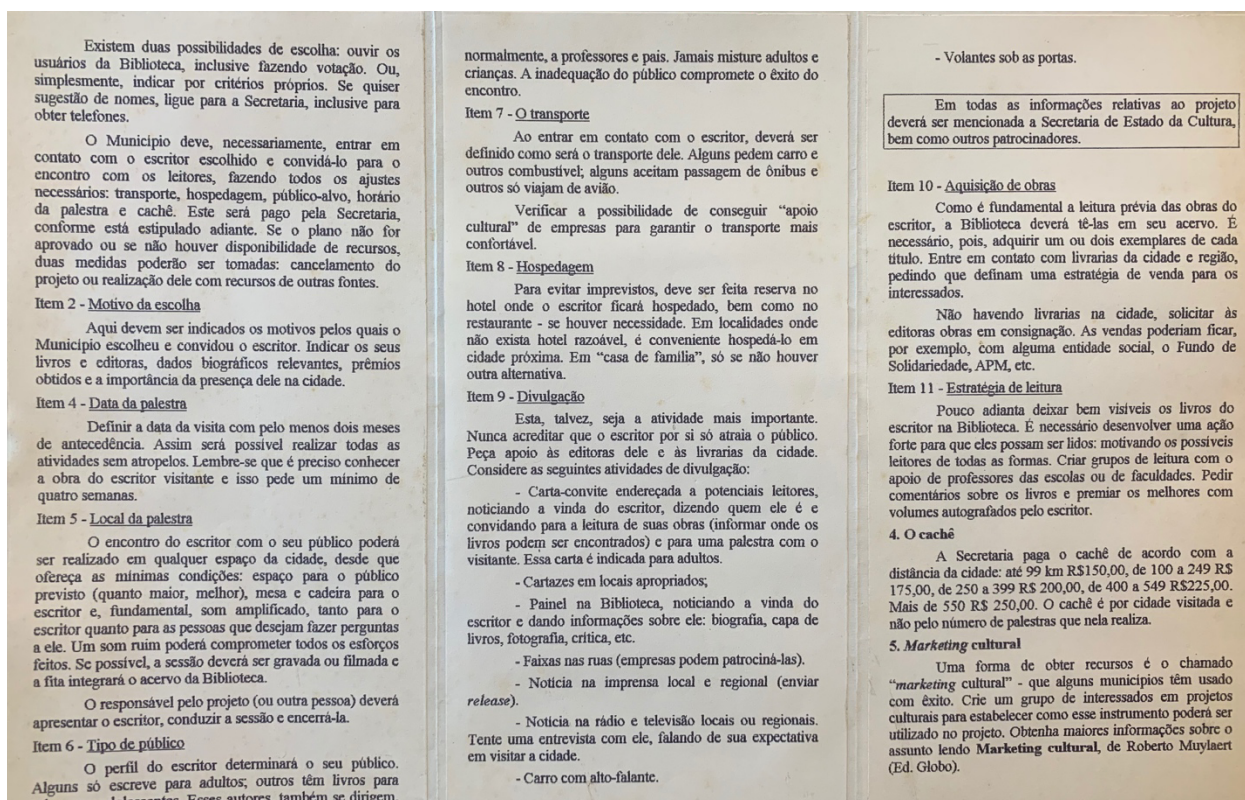 Existem duas possibilidades de escolha: ouvir os
usuários da Biblioteca, inclusive fazendo votação. Ou,
simplesmente, indicar por critérios próprios. Se quiser
sugestão de nomes, ligue para a Secretaria, inclusive para
obter telefones.
O Município deve, necessariamente, entrar em
contato com o escritor escolhido e convidá-lo para o
encontro com os leitores, fazendo todos os ajustes
necessários: transporte, hospedagem, público-alvo, horário
da palestra e cachê. Este será pago pela Secretaria,
conforme está estipulado adiante. Se o plano não for
aprovado ou se não houver disponibilidade de recursos,
duas medidas poderão ser tomadas: cancelamento do
projeto ou realização dele com recursos de outras fontes.
Item 2 - Motivo da escolha
Aqui devem ser indicados os motivos pelos quais o
Município escolheu e convidou o escritor. Indicar os seus
livros e editoras, dados biográficos relevantes, prêmios
obtidos e a importância da presença dele na cidade.
Item 4 - Data da palestra
Definir a data da visita com pelo menos dois meses
de antecedência. Assim será possível realizar todas as
atividades sem atropelos. Lembre-se que é preciso conhecer
a obra do escritor visitante e isso pede um mínimo de
quatro semanas.
Item 5 - Local da palestra
O encontro do escritor com o seu público poderá
ser realizado em qualquer espaço da cidade, desde que
ofereça as mínimas condições: espaço para o público
previsto (quanto maior, melhor), mesa e cadeira para o
escritor e, fundamental, som amplificado, tanto para o
escritor quanto para as pessoas que desejam fazer perguntas
a ele. Um som ruim poderá comprometer todos os esforços
feitos. Se possível, a sessão deverá ser gravada ou filmada e
a fita integrará o acervo da Biblioteca.
O responsável pelo projeto (ou outra pessoa) deverá
apresentar o escritor, conduzir a sessão e encerrá-la.
Item 6 - Tipo de público
O perfil do escritor determinará o seu público.
Alguns só escreve para adultos; outros têm livros para
Esses autores, também se dirigem,
normalmente, a professores e pais. Jamais misture adultos e
crianças. A inadequação do público compromete o êxito do
encontro.
Item 7 - O transporte
Ao entrar em contato com o escritor, deverá ser
definido como será o transporte dele. Alguns pedem carro e
outros combustível; alguns aceitam passagem de ônibus e
outros só viajam de avião.
Verificar a possibilidade de conseguir "apoio
cultural" de empresas para garantir o transporte mais
confortável.
Item 8 - Hospedagem
Para evitar imprevistos, deve ser feita reserva no
hotel onde o escritor ficará hospedado, bem como no
restaurante - se houver necessidade. Em localidades onde
não exista hotel razoável, é conveniente hospedá-lo em
cidade próxima. Em "casa de família", só se não houver
outra alternativa.
Item 9 - Divulgação
Esta, talvez, seja a atividade mais importante.
Nunca acreditar que o escritor por si só atraia o público.
Peça apoio às editoras dele e às livrarias da cidade.
Considere as seguintes atividades de divulgação:
- Carta-convite endereçada a potenciais leitores,
noticiando a vinda do escritor, dizendo quem ele é e
convidando para a leitura de suas obras (informar onde os
livros podem ser encontrados) e para uma palestra com o
visitante. Essa carta é indicada para adultos.
- Cartazes em locais apropriados;
- Painel na Biblioteca, noticiando a vinda do
escritor e dando informações sobre ele: biografia, capa de
livros, fotografia, crítica, etc.
- Faixas nas ruas (empresas podem patrociná-las).
- Notícia na imprensa local e regional (enviar
release).
- Notícia na rádio e televisão locais ou regionais.
Tente uma entrevista com ele, falando de sua expectativa
em visitar a cidade.
- Carro com alto-falante.
- Volantes sob as portas.
Em todas as informações relativas ao projeto
deverá ser mencionada a Secretaria de Estado da Cultura,
bem como outros patrocinadores.
Item 10 - Aquisição de obras
Como é fundamental a leitura prévia das obras do
escritor, a Biblioteca deverá tê-las em seu acervo. É
necessário, pois, adquirir um ou dois exemplares de cada
título. Entre em contato com livrarias da cidade e região,
pedindo que definam uma estratégia de venda para os
interessados.
Não havendo livrarias na cidade, solicitar às
editoras obras em consignação. As vendas poderiam ficar,
por exemplo, com alguma entidade social, o Fundo de
Solidariedade, APM, etc.
Item 11 - Estratégia de leitura
Pouco adianta deixar bem visíveis os livros do
escritor na Biblioteca. É necessário desenvolver uma ação
forte para que eles possam ser lidos: motivando os possíveis
leitores de todas as formas. Criar grupos de leitura com o
apoio de professores das escolas ou de faculdades. Pedir
comentários sobre os livros e premiar os melhores com
volumes autografados pelo escritor.
4. O cachê
A Secretaria paga o cachê de acordo com a
distância da cidade: até 99 km R$150,00, de 100 a 249 R$
175,00, de 250 a 399 R$ 200,00, de 400 a 549 R$225,00.
Mais de 550 R$ 250,00. O cachê é por cidade visitada e
não pelo número de palestras que nela realiza.
5. Marketing cultural
Uma forma de obter recursos é o chamado
"marketing cultural" - que alguns municípios têm usado
com êxito. Crie um grupo de interessados em projetos
culturais para estabelecer como esse instrumento poderá ser
utilizado no projeto. Obtenha maiores informações sobre o
assunto lendo Marketing cultural, de Roberto Muylaert
(Ed. Globo).